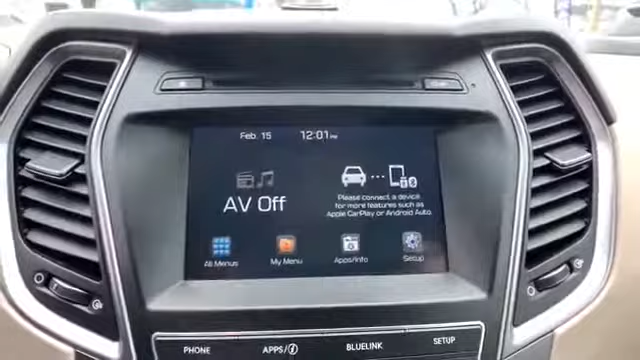 Feb. 15 12:01 PM
AV Off
Please connect a device
for more features such as
Apple CarPlay or Android Auto.
All Menus My Menu Apps/Info Setup
PHONE APPS/i BLUELINK SETUP